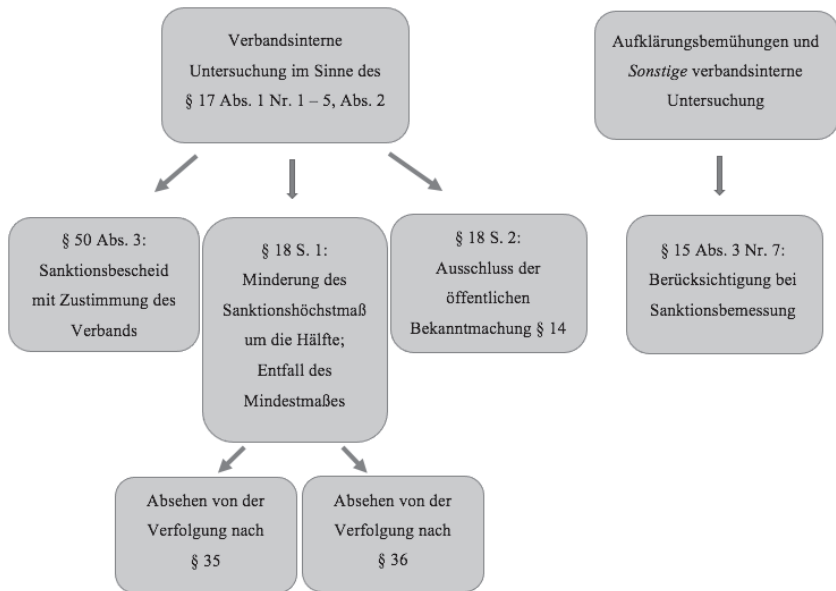 Verbandsinterne
Untersuchung im Sinne des
§ 17 Abs. 1 Nr. 1 – 5, Abs. 2
Aufklärungsbemühungen und
Sonstige verbandsinterne
Untersuchung
§ 50 Abs. 3:
Sanktionsbescheid
mit Zustimmung des
Verbands
§ 18 S. 1:
Minderung des
Sanktionshöchstmaß
um die Hälfte;
Entfall des
Mindestmaßes
§ 18 S. 2:
Ausschluss der
öffentlichen
Bekanntmachung § 14
§ 15 Abs. 3 Nr. 7:
Berücksichtigung bei
Sanktionsbemessung
Absehen von der
Verfolgung nach
§ 35
Absehen von der
Verfolgung nach
§ 36